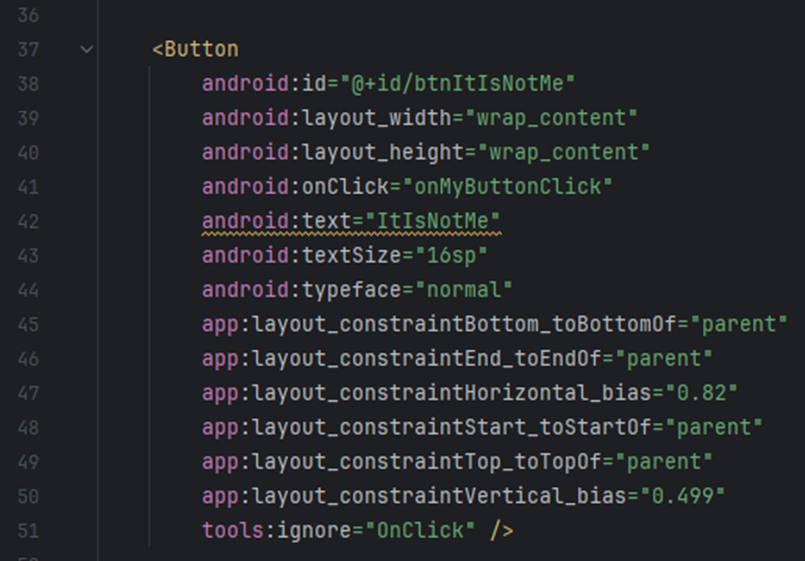 36
37 <Button
38 android:id="@+id/btnItIsNotMe"
39 android:layout_width="wrap_content"
40 android:layout_height="wrap_content"
41 android:onClick="onMyButtonClick"
42 android:text="ItIsNotMe"
43 android:textSize="16sp"
44 android:typeface="normal"
45 app:layout_constraintBottom_toBottomOf="parent"
46 app:layout_constraintEnd_toEndOf="parent"
47 app:layout_constraintHorizontal_bias="0.82"
48 app:layout_constraintStart_toStartOf="parent"
49 app:layout_constraintTop_toTopOf="parent"
50 app:layout_constraintVertical_bias="0.499"
51 tools:ignore="OnClick" />